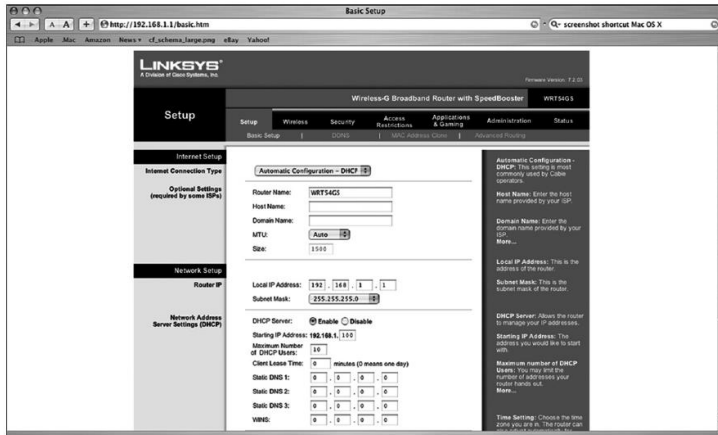 Basic Setup
A A + http://192.168.1.1/basic.htm
Q- screenshot shortcut Mac OS X
Apple .Mac Amazon News cf_schema_large.png eBay Yahoo!
LINKSYS®
A Division of Cisco Systems, Inc.
Firmware Version: 7.2.03
Wireless-G Broadband Router with SpeedBooster WRT54GS
Setup
Setup Wireless Security Access Restrictions Applications & Gaming Administration Status
Basic Setup | DDNS | MAC Address Clone | Advanced Routing
Internet Setup
Internet Connection Type
Automatic Configuration - DHCP
Optional Settings
(required by some ISPs)
Router Name: WRT54GS
Host Name:
Domain Name:
MTU: Auto
Size: 1500
Network Setup
Router IP
Local IP Address: 192 . 168 . 1 . 1
Subnet Mask: 255.255.255.0
Network Address
Server Settings (DHCP)
DHCP Server: Enable Disable
Starting IP Address: 192.168.1. 100
Maximum Number
of DHCP Users: 10
Client Lease Time: 0 minutes (0 means one day)
Static DNS 1: 0 . 0 . 0 . 0
Static DNS 2: 0 . 0 . 0 . 0
Static DNS 3: 0 . 0 . 0 . 0
WINS: 0 . 0 . 0 . 0
Automatic Configuration -
DHCP: This setting is most
commonly used by Cable
operators.
Host Name: Enter the host
name provided by your ISP.
Domain Name: Enter the
domain name provided by your
ISP.
More...
Local IP Address: This is the
address of the router.
Subnet Mask: This is the
subnet mask of the router.
DHCP Server: Allows the router
to manage your IP addresses.
Starting IP Address: The
address you would like to start
with.
Maximum number of DHCP
Users: You may limit the
number of addresses your
router hands out.
More...
Time Setting: Choose the time
zone you are in. The router can